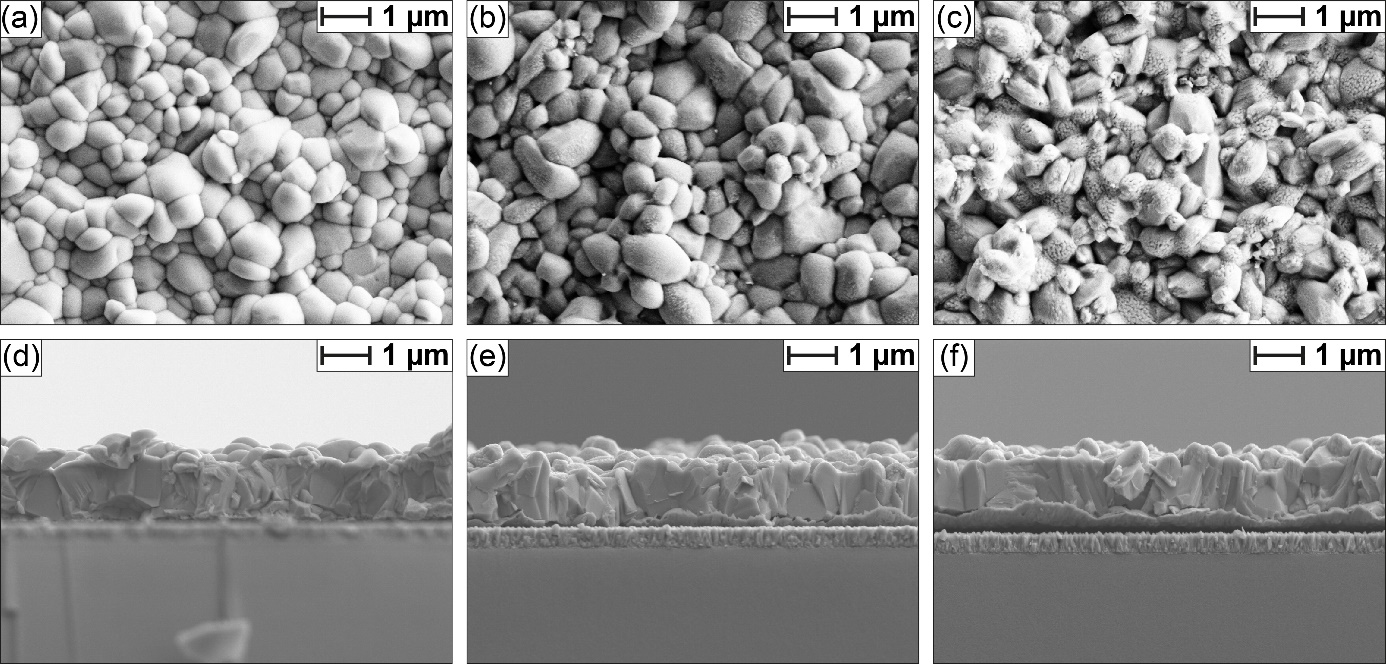 (a) 1 µm
(b) 1 µm
(c) 1 µm
(d) 1 µm
(e) 1 µm
(f) 1 µm